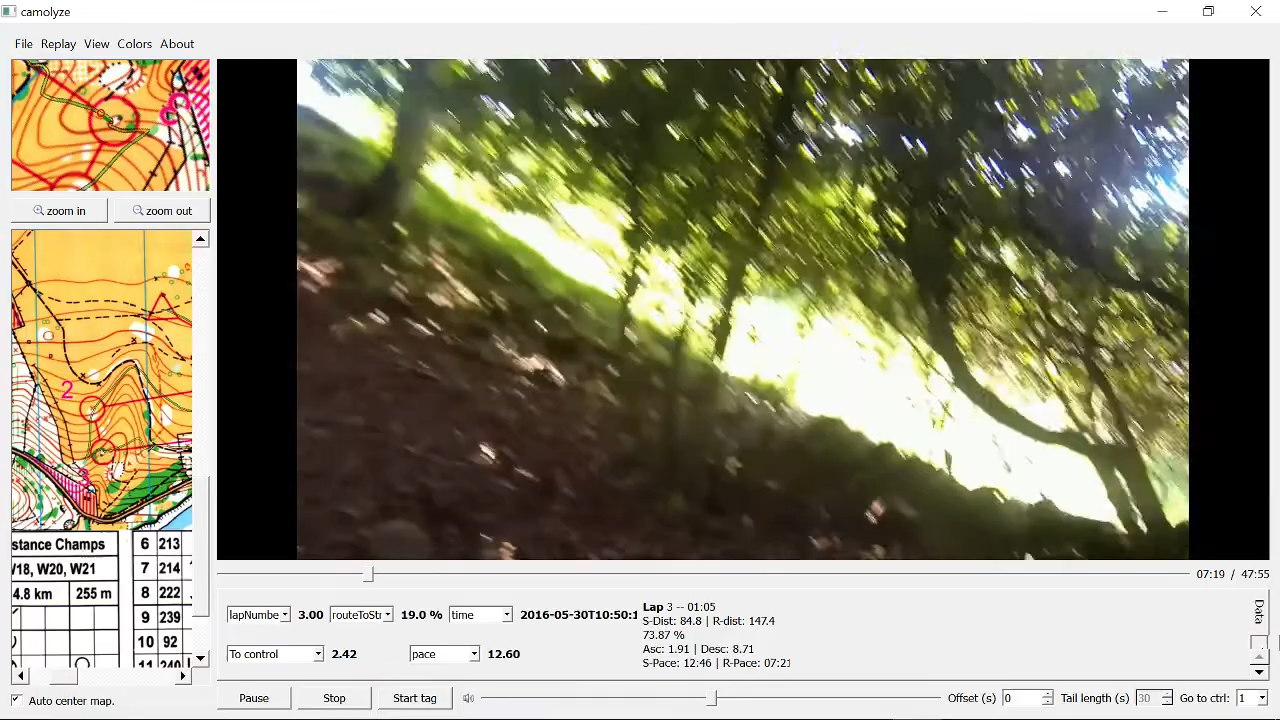 camolyze
File Replay View Colors About
zoom in
zoom out
2
3
stance Champs
/18, W20, W21
4.8 km 255 m
6 213
7 214
8 222
9 239
10 92
11 240
Auto center map.
07:19 / 47:55
lapNumbe 3.00 routeToStr 19.0 % time 2016-05-30T10:50:1
To control 2.42 pace 12.60
Lap 3 -- 01:05
S-Dist: 84.8 | R-dist: 147.4
73.87 %
Asc: 1.91 | Desc: 8.71
S-Pace: 12:46 | R-Pace: 07:21
Data
Pause Stop Start tag
Offset (s) 0 Tail length (s) 30 Go to ctrl: 1